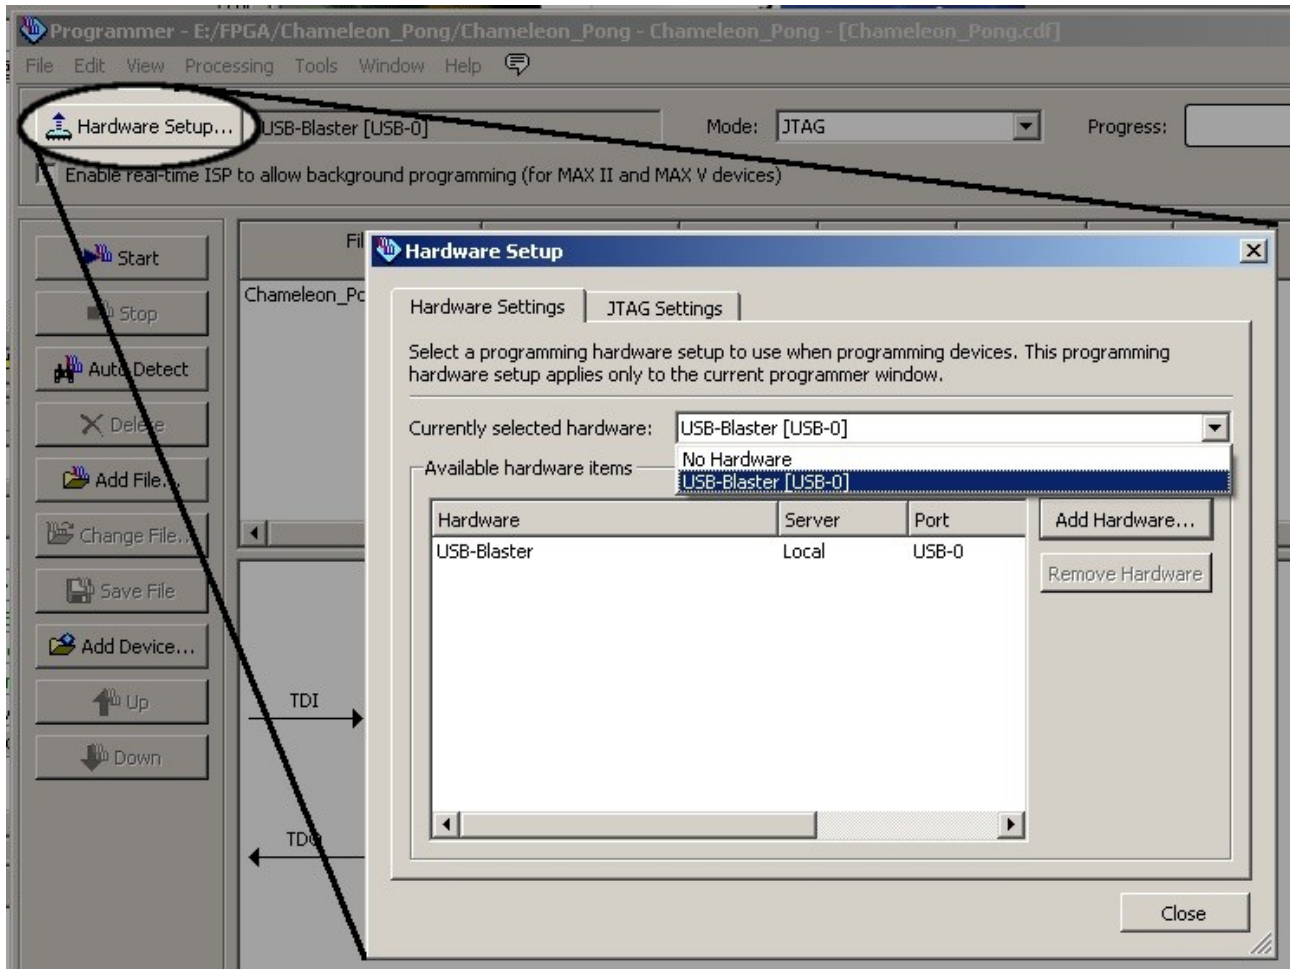 Programmer - E:/FPGA/Chameleon_Pong/Chameleon_Pong - Chameleon_Pong - [Chameleon_Pong.cdf]
File Edit View Processing Tools Window Help
Hardware Setup... USB-Blaster [USB-0] Mode: JTAG Progress:
Enable real-time ISP to allow background programming (for MAX II and MAX V devices)
Start
Stop
Auto Detect
Delete
Add File...
Change File...
Save File
Add Device...
Up
Down
Fil
Chameleon_Po
TDI
TDO
Hardware Setup
Hardware Settings JTAG Settings
Select a programming hardware setup to use when programming devices. This programming
hardware setup applies only to the current programmer window.
Currently selected hardware: USB-Blaster [USB-0]
No Hardware
USB-Blaster [USB-0]
Available hardware items
Hardware Server Port
USB-Blaster Local USB-0
Add Hardware...
Remove Hardware
Close